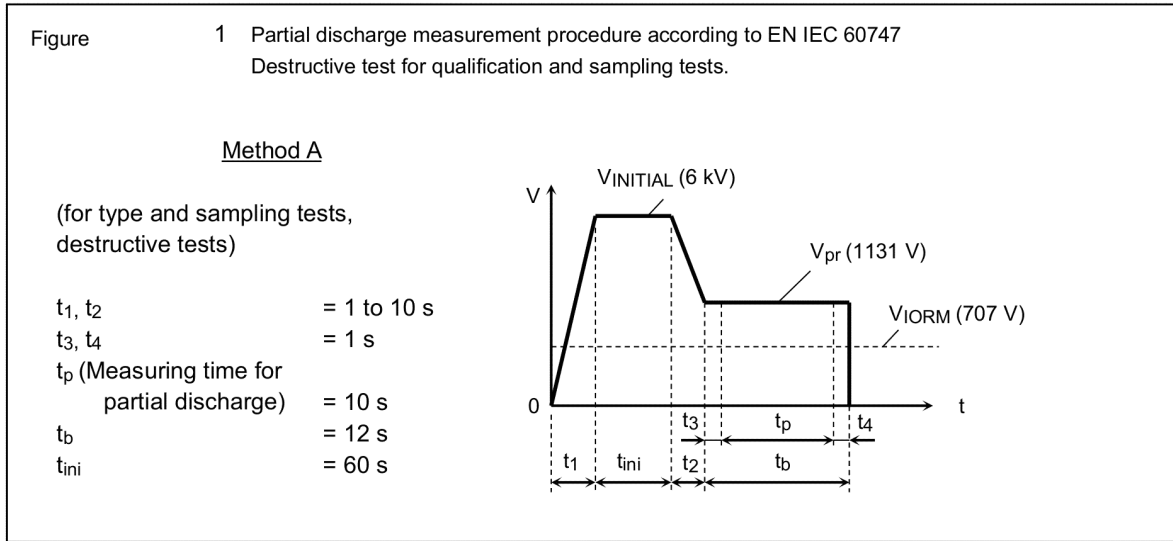 Figure 1 Partial discharge measurement procedure according to EN IEC 60747
Destructive test for qualification and sampling tests.
Method A
(for type and sampling tests,
destructive tests)
t1, t2 = 1 to 10 s
t3, t4 = 1 s
tp (Measuring time for
partial discharge) = 10 s
tb = 12 s
tini = 60 s
VINITIAL (6 kV)
V
Vpr (1131 V)
VIORM (707 V)
0
t
t3 tp t4
t1 tini t2 tb